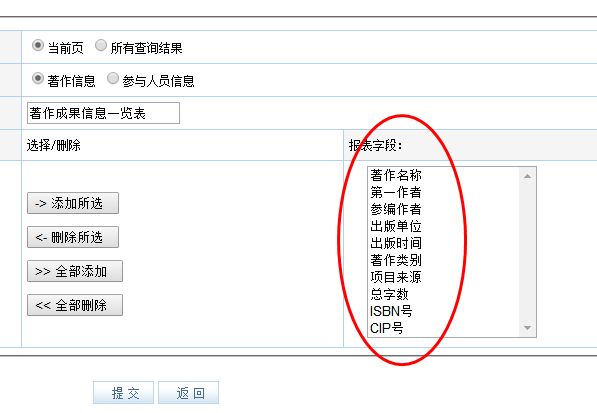 当前页 所有查询结果
著作信息 参与人员信息
著作成果信息一览表
选择/删除 报表字段：
-> 添加所选
<- 删除所选
>> 全部添加
<< 全部删除
著作名称
第一作者
参编作者
出版单位
出版时间
著作类别
项目来源
总字数
ISBN号
CIP号
提 交 返 回